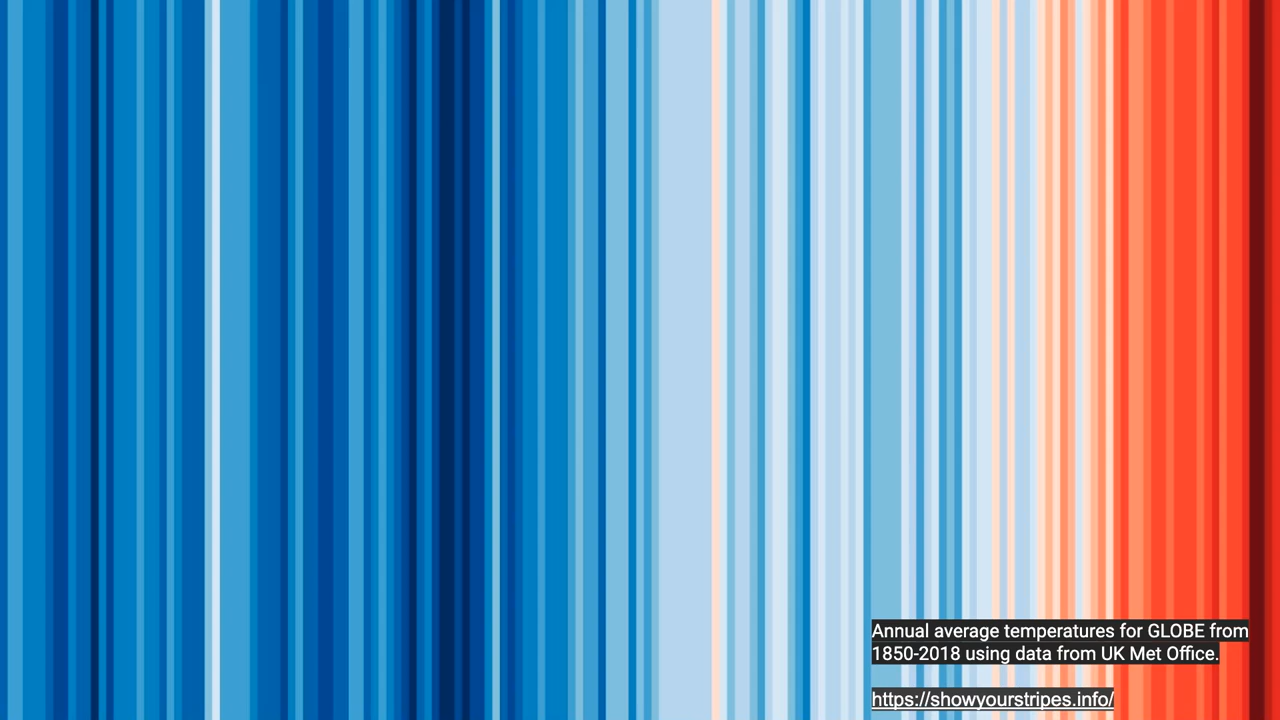 Annual average temperatures for GLOBE from
1850-2018 using data from UK Met Office.
https://showyourstripes.info/